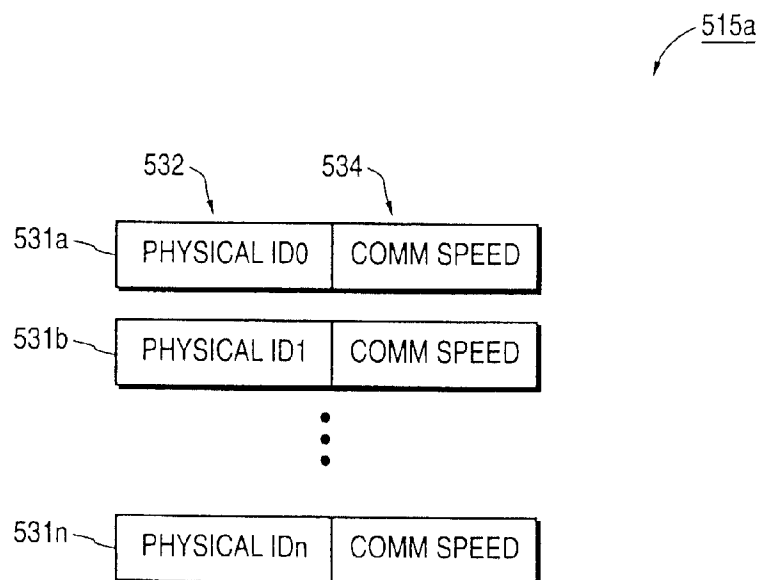 515a
532 534
531a PHYSICAL ID0 COMM SPEED
531b PHYSICAL ID1 COMM SPEED
531n PHYSICAL IDn COMM SPEED